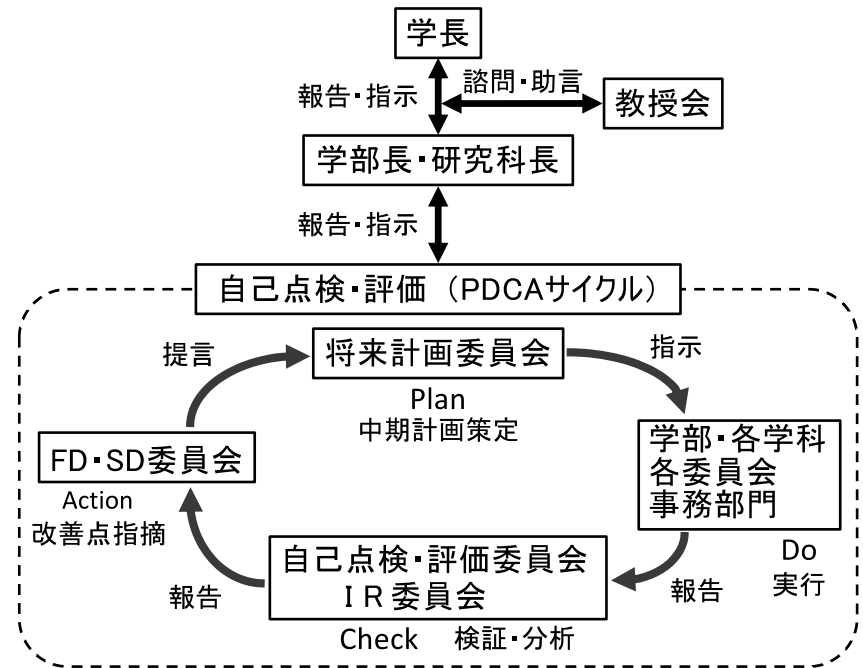 学長
報告・指示
諮問・助言
教授会
学部長・研究科長
報告・指示
自己点検・評価（PDCAサイクル）
提言
将来計画委員会
指示
Plan
中期計画策定
FD・SD委員会
Action
改善点指摘
学部・各学科
各委員会
事務部門
Do
実行
報告
自己点検・評価委員会
ＩＲ委員会
報告
Check　検証・分析